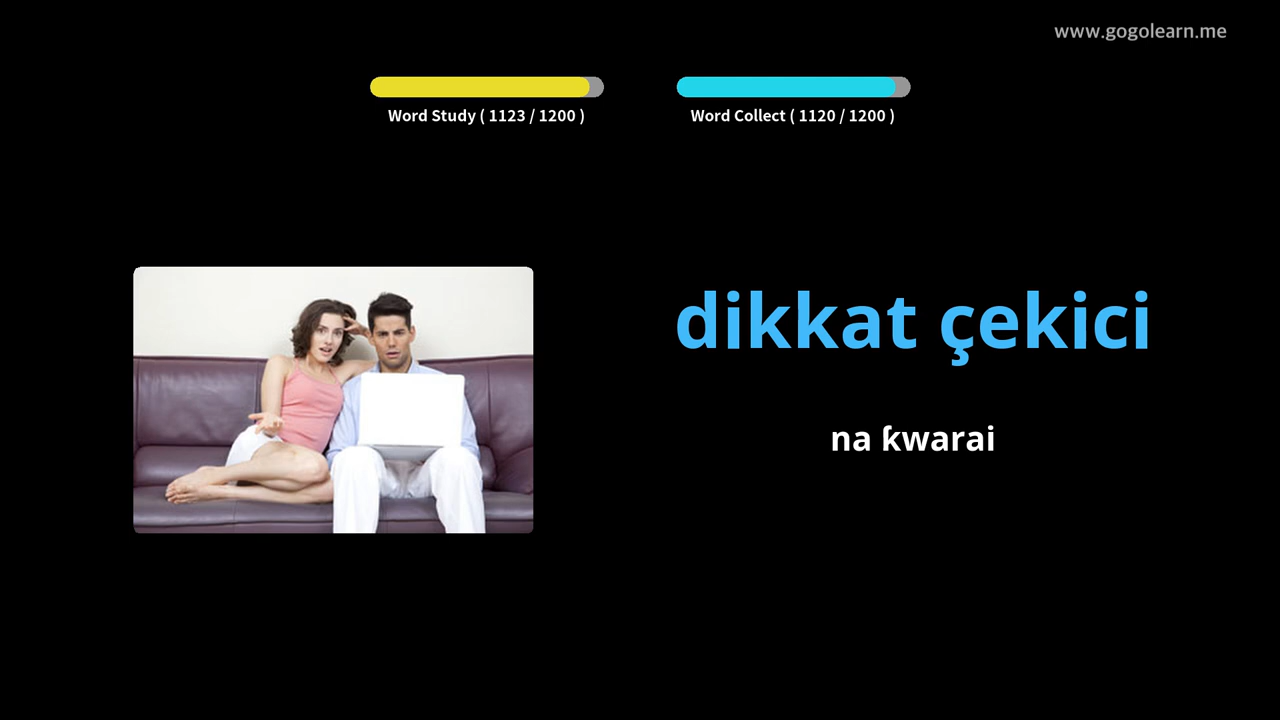 www.gogolearn.me
Word Study ( 1123 / 1200 )
Word Collect ( 1120 / 1200 )
dikkat çekici
na ƙwarai